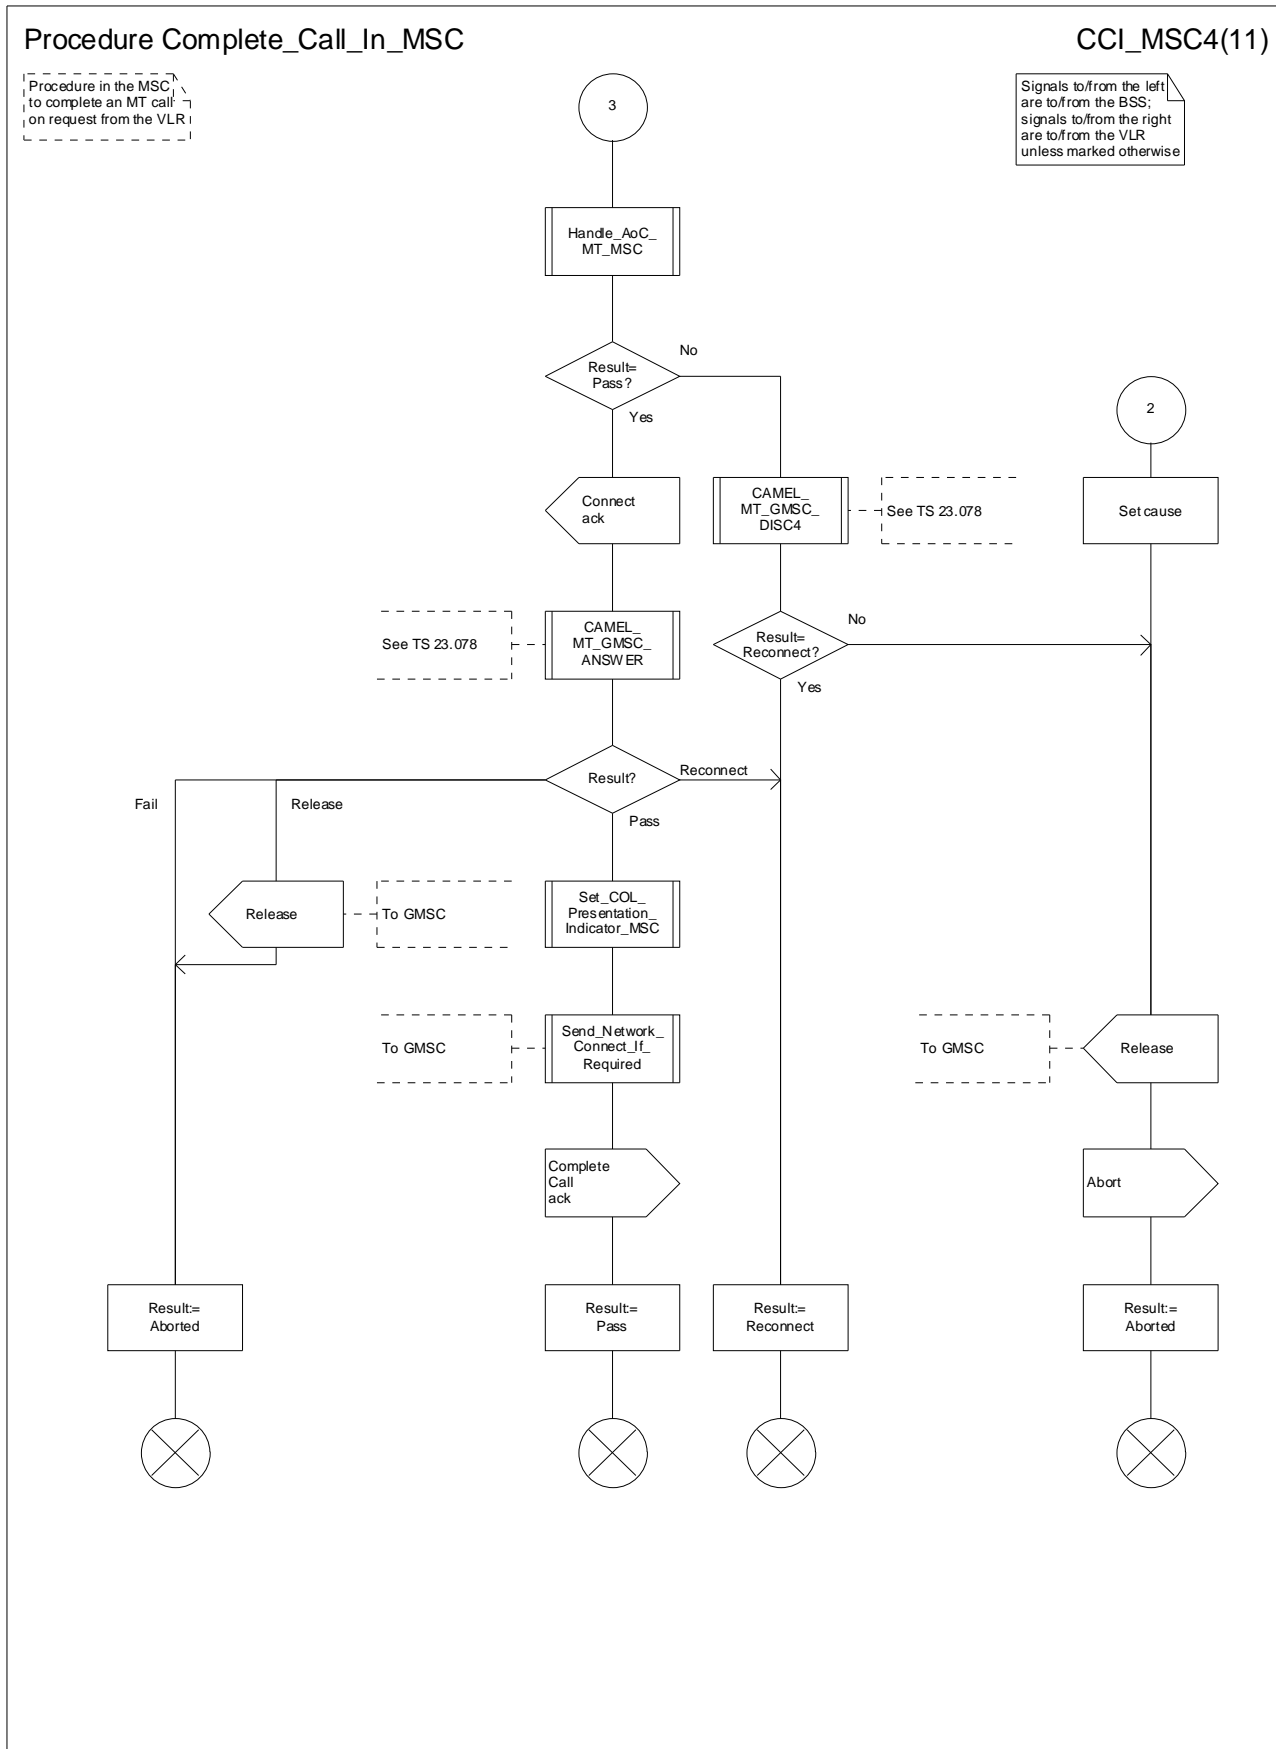 Procedure Complete_Call_In_MSC
CCI_MSC4(11)
Procedure in the MSC
to complete an MT call
on request from the VLR
Signals to/from the left
are to/from the BSS;
signals to/from the right
are to/from the VLR
unless marked otherwise
3
Handle_AoC_
MT_MSC
Result=
Pass?
No
Yes
2
Connect
ack
CAMEL_
MT_GMSC_
DISC4
See TS 23.078
Set cause
See TS 23.078
CAMEL_
MT_GMSC_
ANSWER
Result=
Reconnect?
No
Yes
Result?
Reconnect
Fail
Release
Pass
Release
To GMSC
Set_COL_
Presentation_
Indicator_MSC
To GMSC
Send_Network_
Connect_If_
Required
To GMSC
Release
Complete
Call
ack
Abort
Result:=
Aborted
Result:=
Pass
Result:=
Reconnect
Result:=
Aborted